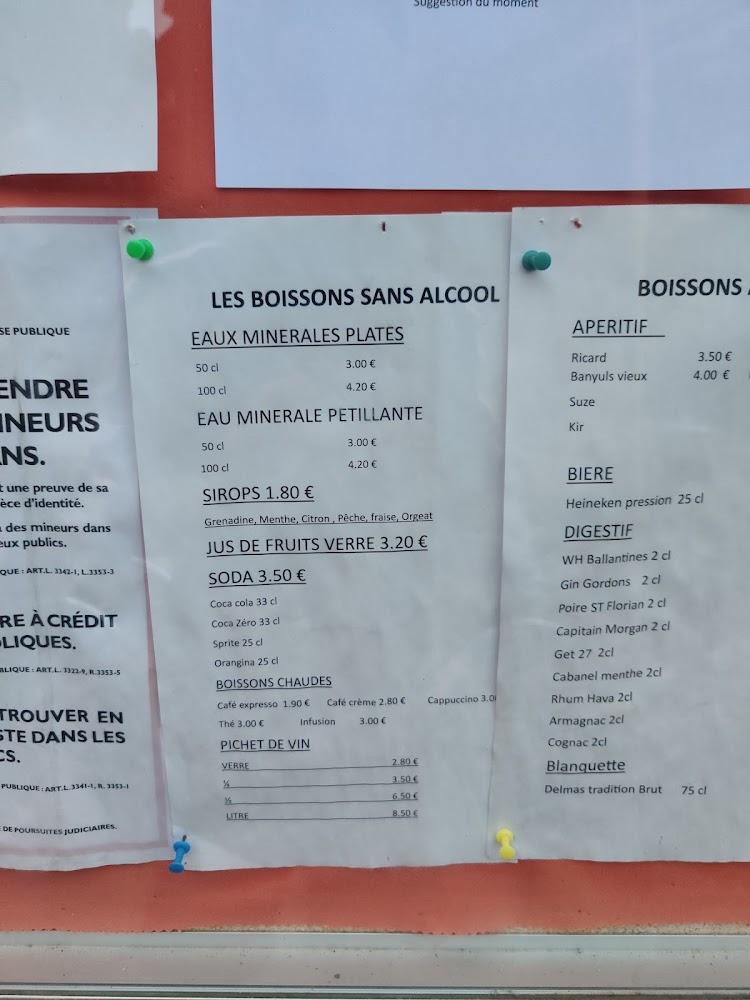 Suggestion du moment
SE PUBLIQUE
ENDRE
INEURS
NS.
t une preuve de sa
èce d'identité.
des mineurs dans
eux publics.
QUE : ART.L. 3342-1, L.3353-3
RE À CRÉDIT
LIQUES.
BLIQUE : ART.L. 3322-9, R.3353-5
TROUVER EN
STE DANS LES
CS.
PUBLIQUE : ART.L.3341-1, R. 3353-1
DE POURSUITES JUDICIAIRES.
LES BOISSONS SANS ALCOOL
EAUX MINERALES PLATES
50 cl 3.00 €
100 cl 4.20 €
EAU MINERALE PETILLANTE
50 cl 3.00 €
100 cl 4.20 €
SIROPS 1.80 €
Grenadine, Menthe, Citron , Pêche, fraise, Orgeat
JUS DE FRUITS VERRE 3.20 €
SODA 3.50 €
Coca cola 33 cl
Coca Zéro 33 cl
Sprite 25 cl
Orangina 25 cl
BOISSONS CHAUDES
Café expresso 1.90 € Café crème 2.80 € Cappuccino 3.0
Thé 3.00 € Infusion 3.00 €
PICHET DE VIN
VERRE 2.80 €
3.50 €
6.50 €
LITRE 8.50 €
BOISSONS
APERITIF
Ricard 3.50 €
Banyuls vieux 4.00 €
Suze
Kir
BIERE
Heineken pression 25 cl
DIGESTIF
WH Ballantines 2 cl
Gin Gordons 2 cl
Poire ST Florian 2 cl
Capitain Morgan 2 cl
Get 27 2cl
Cabanel menthe 2cl
Rhum Hava 2cl
Armagnac 2cl
Cognac 2cl
Blanquette
Delmas tradition Brut 75 cl